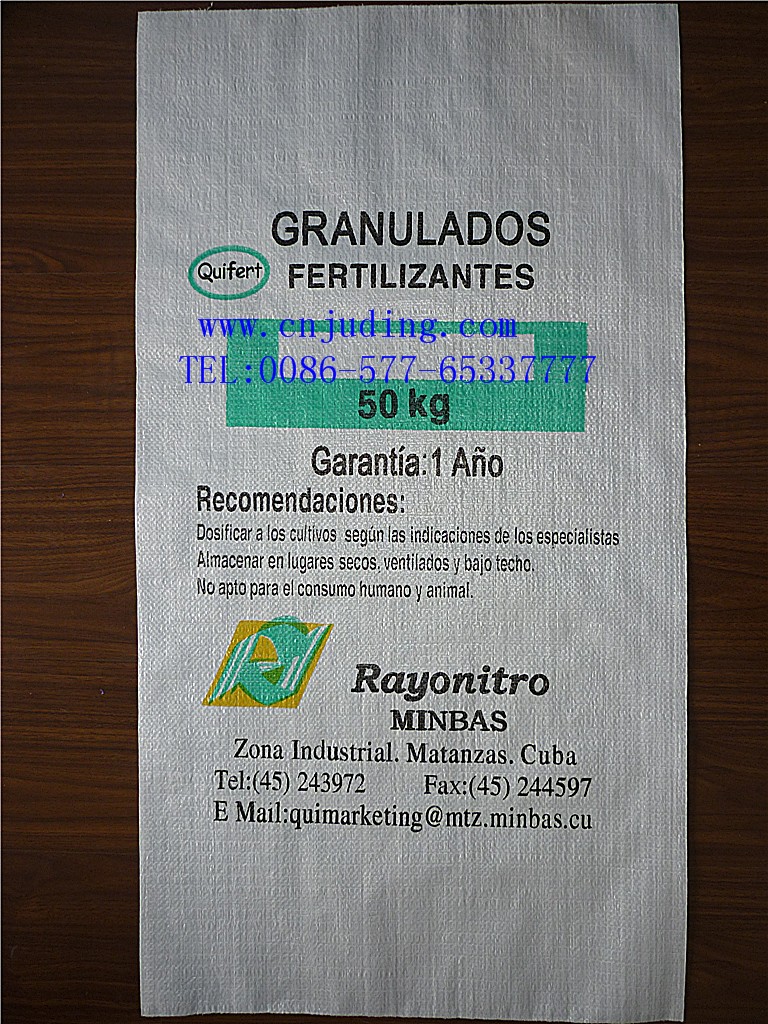 GRANULADOS
Quifert
FERTILIZANTES
www.cnjuding.com
TEL:0086-577-65337777
50 kg
Garantía:1 Año
Recomendaciones:
Dosificar a los cultivos según las indicaciones de los especialistas
Almacenar en lugares secos, ventilados y bajo techo.
No apto para el consumo humano y animal.
Rayonitro
MINBAS
Zona Industrial. Matanzas. Cuba
Tel:(45) 243972 Fax:(45) 244597
E Mail:quimarketing@mtz.minbas.cu